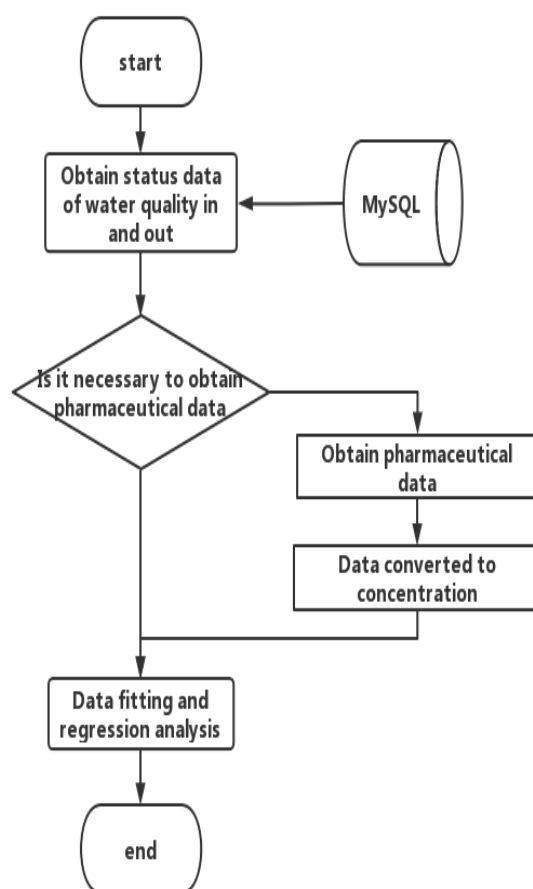 start
Obtain status data
of water quality in
and out
MySQL
Is it necessary to obtain
pharmaceutical data
Obtain pharmaceutical
data
Data converted to
concentration
Data fitting and
regression analysis
end